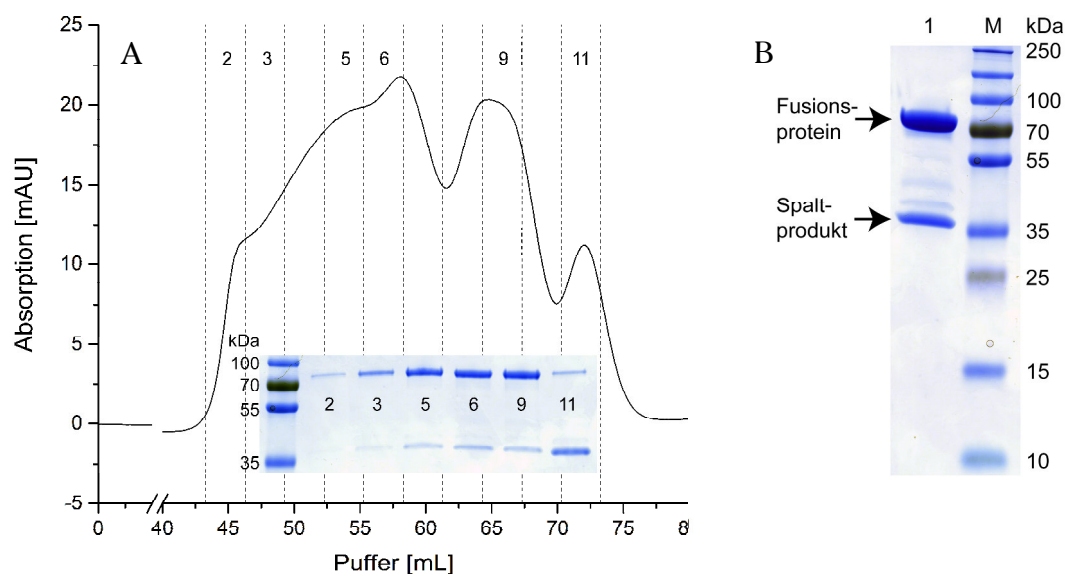 A
Absorption [mAU]
25
20
15
10
5
0
-5
2 3 5 6 9 11
kDa
100
70
55
35
2 3 5 6 9 11
0 40 45 50 55 60 65 70 75 80
Puffer [mL]
B
1 M kDa
Fusions-
protein
Spalt-
produkt
250
100
70
55
35
25
15
10